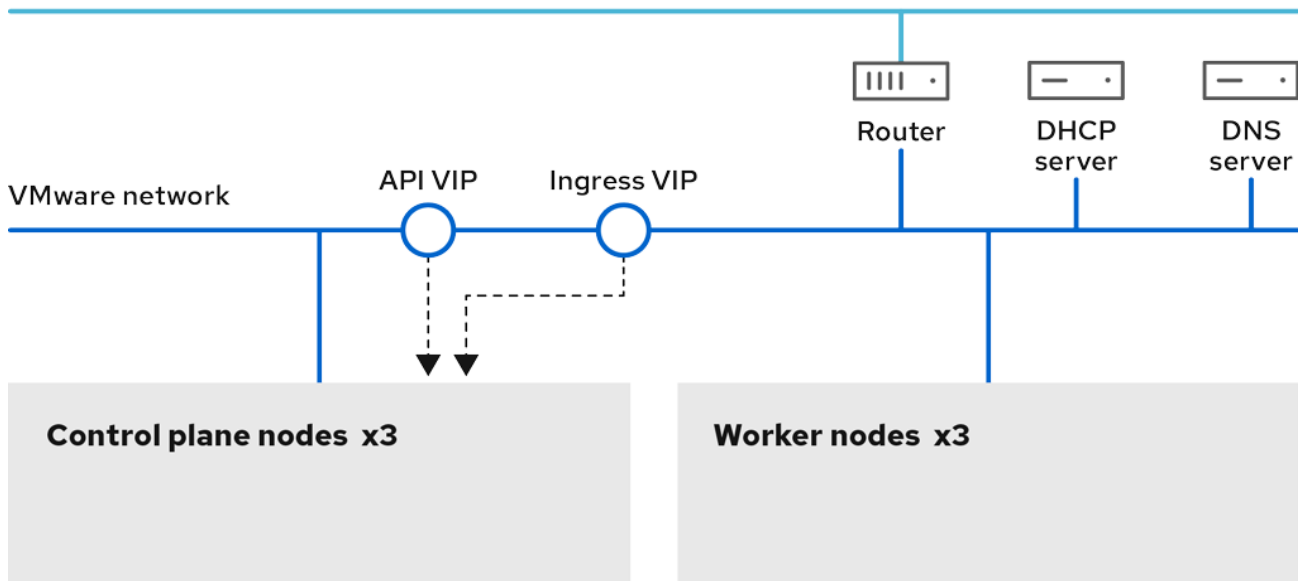 Router
DHCP
server
DNS
server
VMware network
API VIP
Ingress VIP
Control plane nodes x3
Worker nodes x3